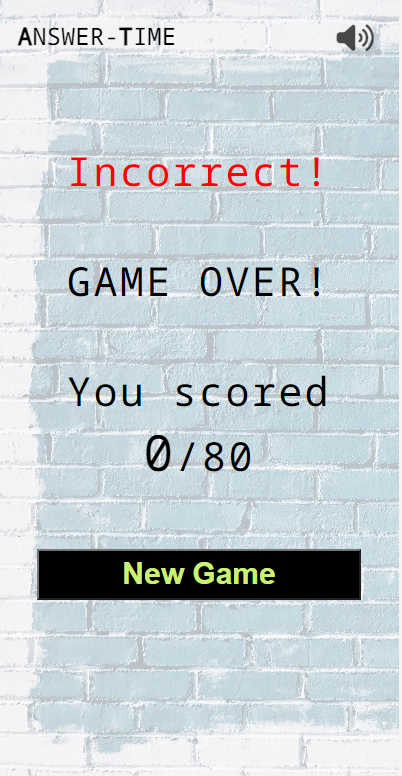 ANSWER-TIME
Incorrect!
GAME OVER!
You scored
0/80
New Game